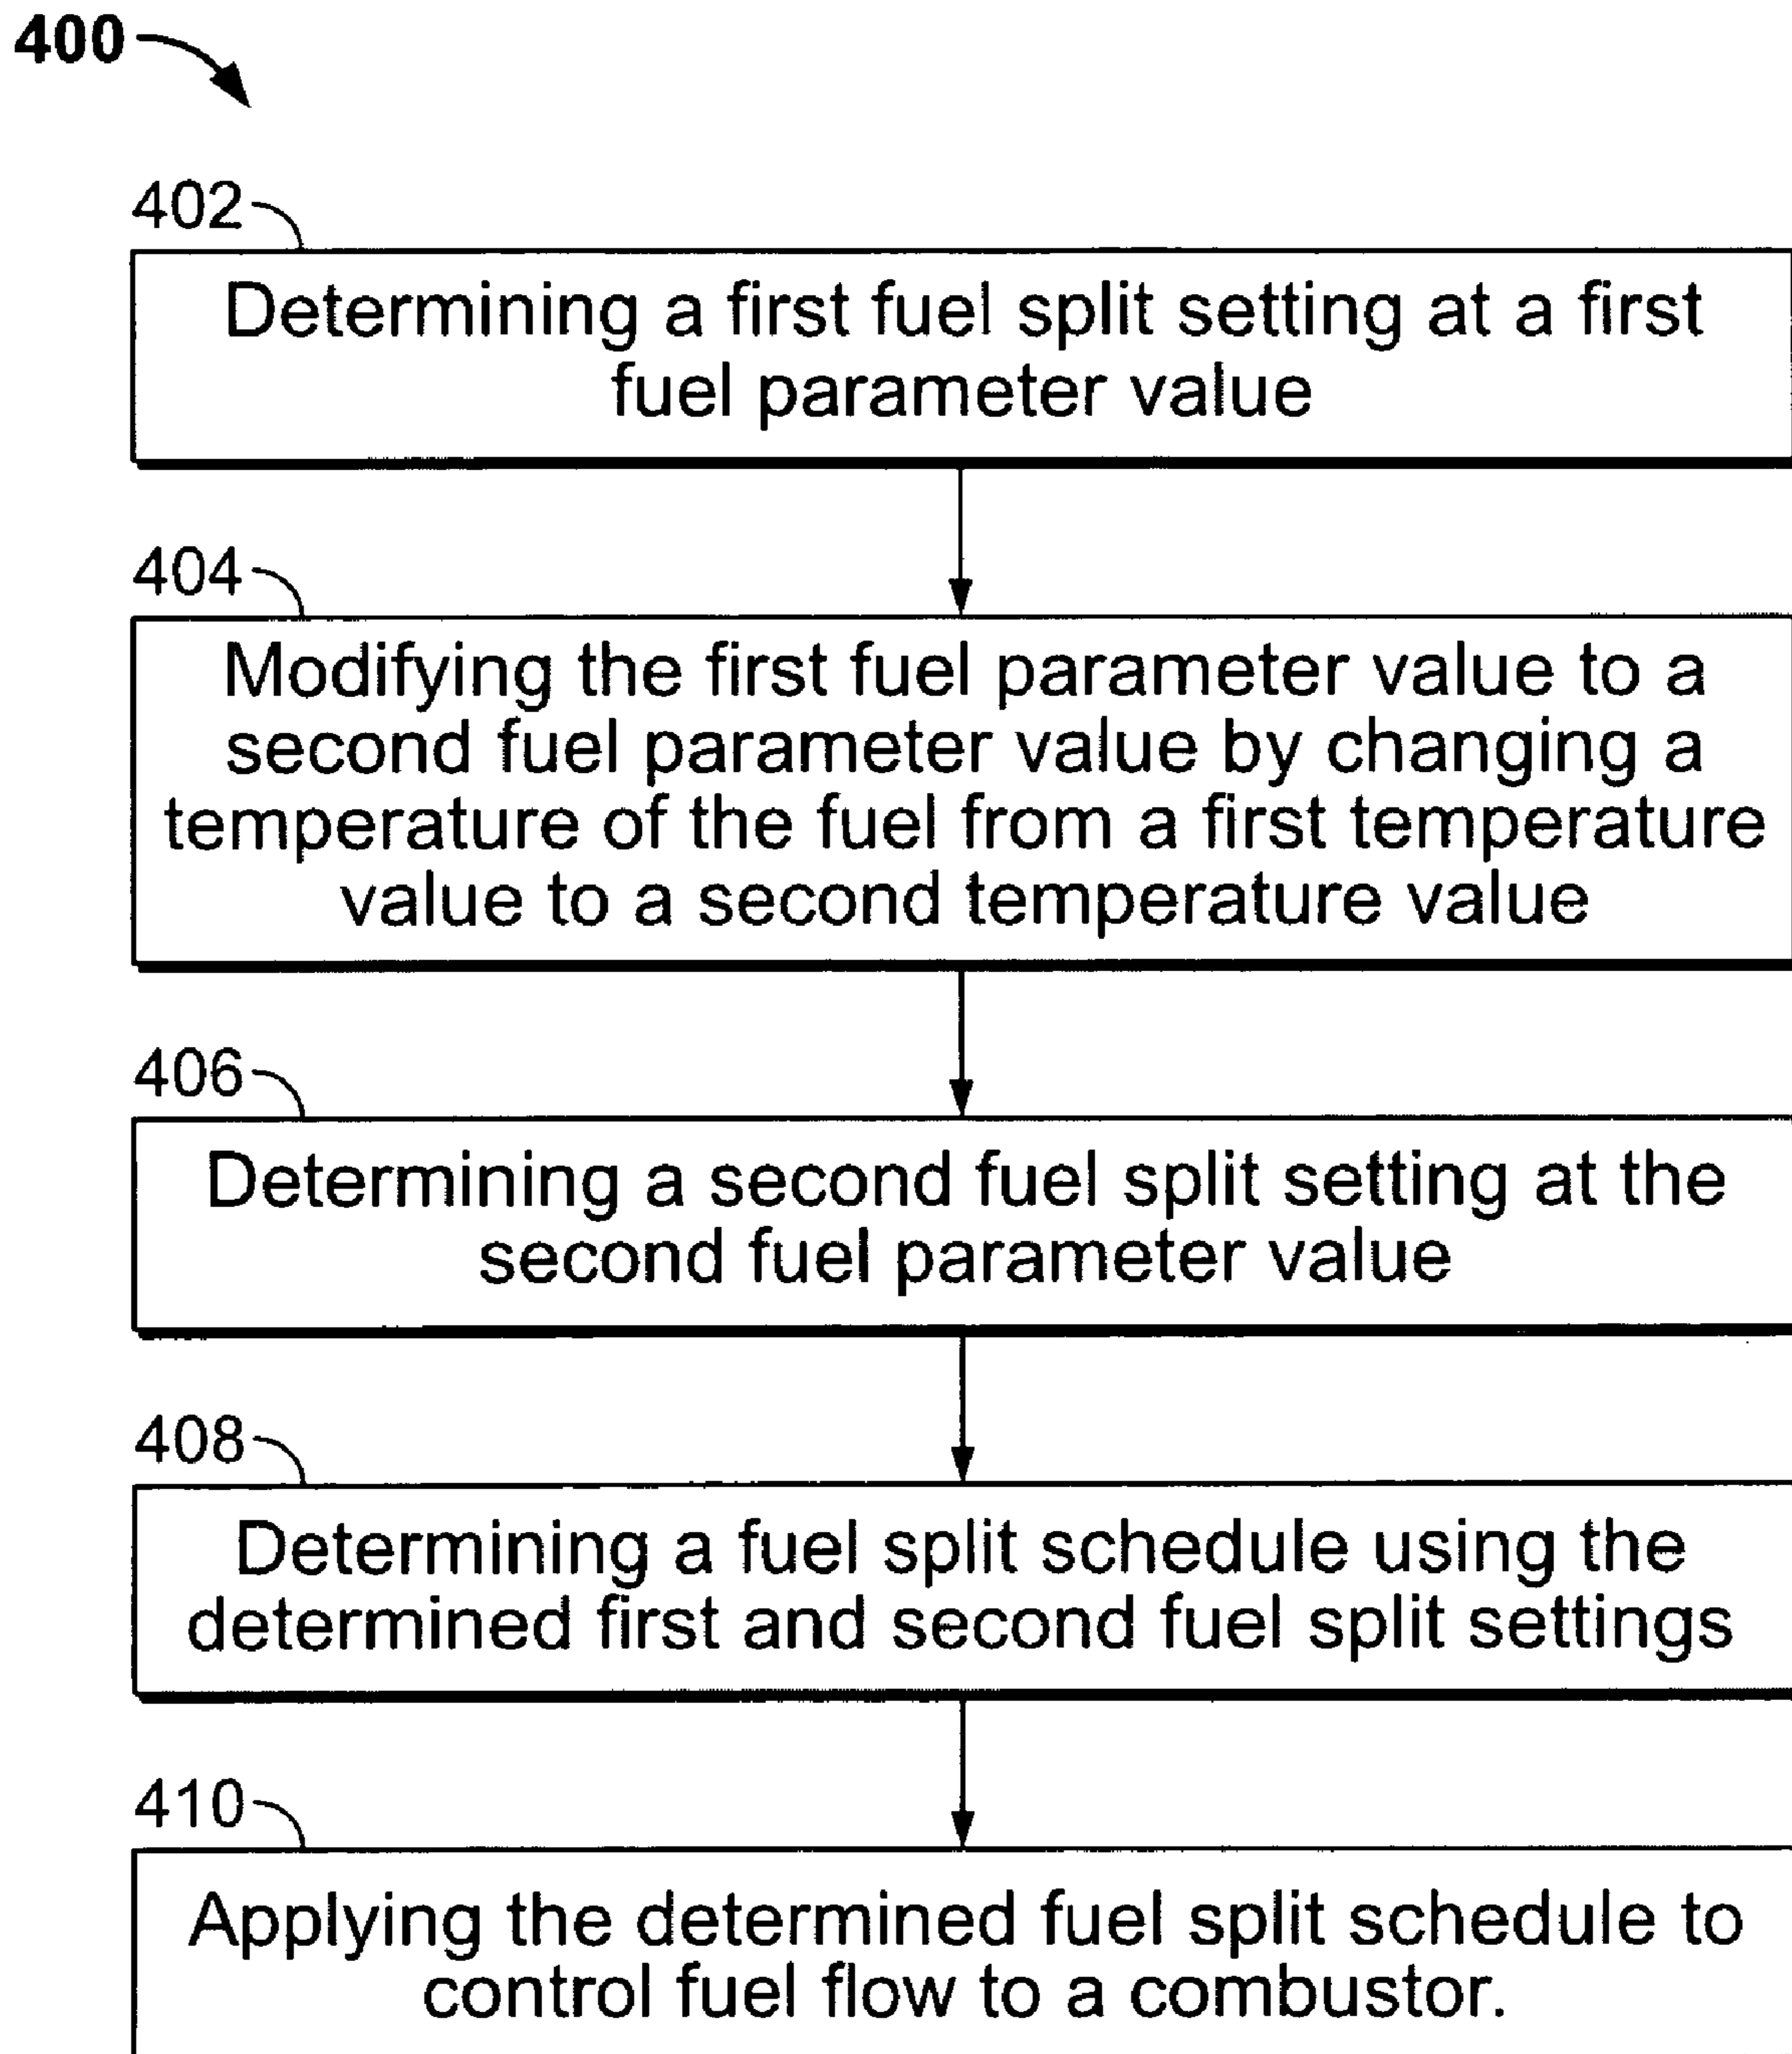 400
402
Determining a first fuel split setting at a first
fuel parameter value
404
Modifying the first fuel parameter value to a
second fuel parameter value by changing a
temperature of the fuel from a first temperature
value to a second temperature value
406
Determining a second fuel split setting at the
second fuel parameter value
408
Determining a fuel split schedule using the
determined first and second fuel split settings
410
Applying the determined fuel split schedule to
control fuel flow to a combustor.